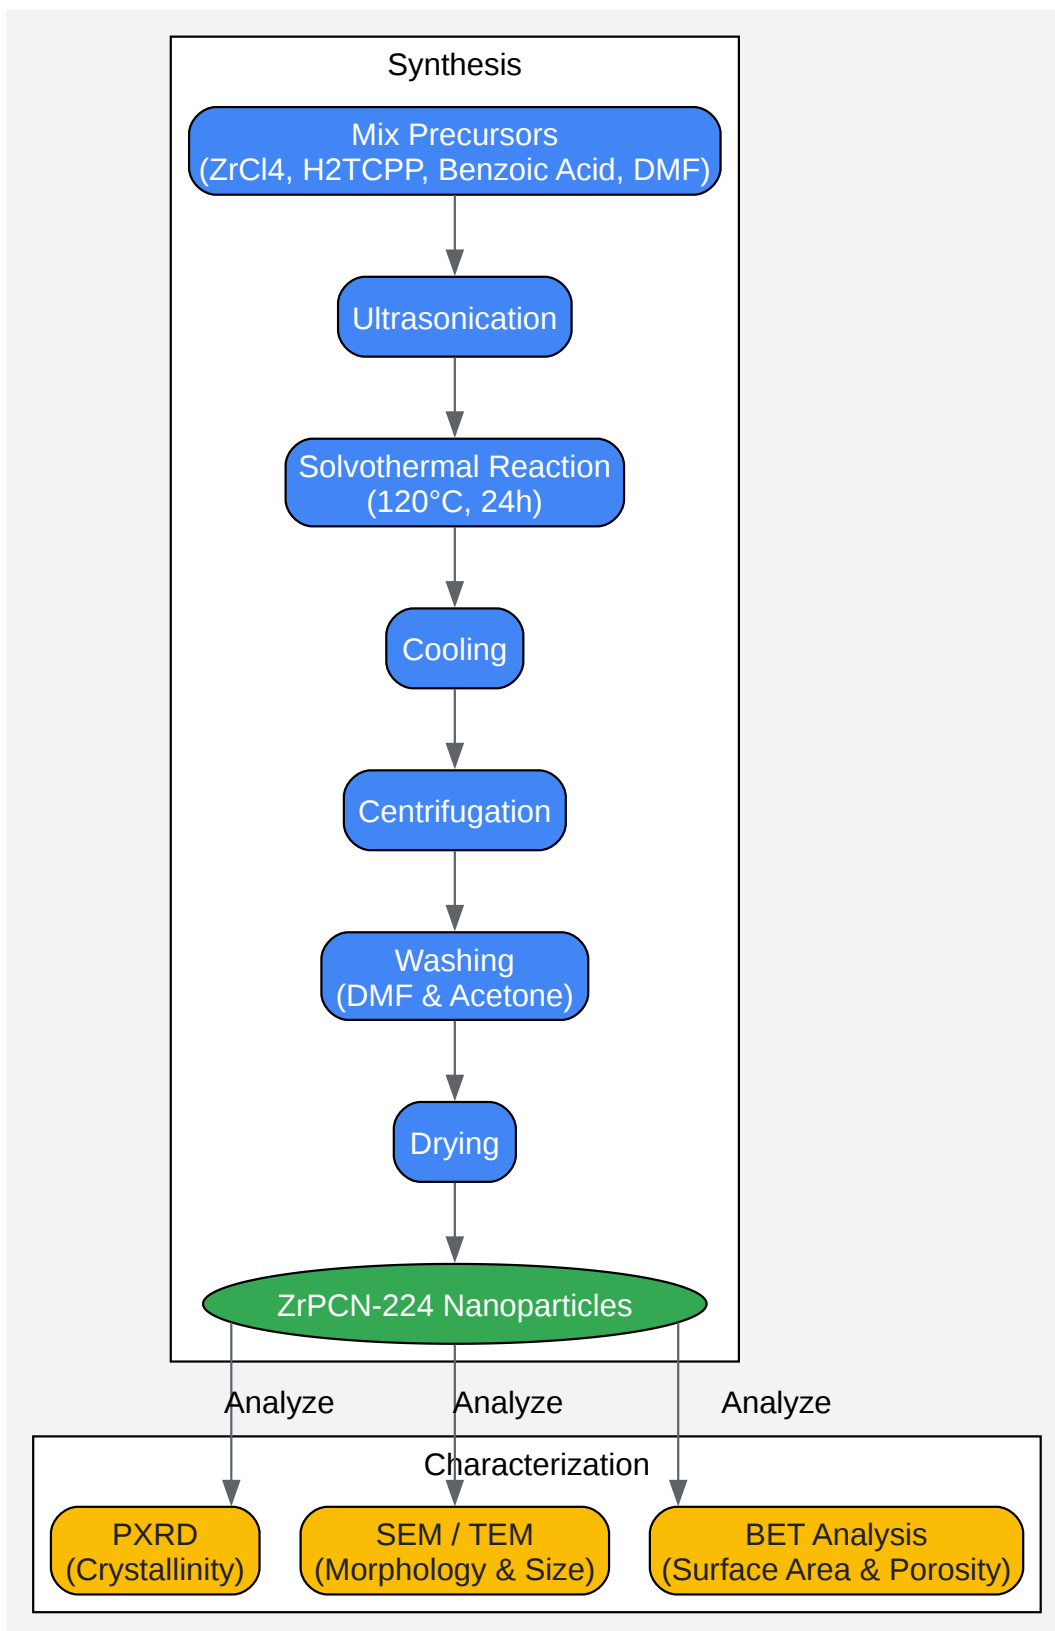 Synthesis
Mix Precursors
(ZrCl4, H2TCPP, Benzoic Acid, DMF)
Ultrasonication
Solvothermal Reaction
(120°C, 24h)
Cooling
Centrifugation
Washing
(DMF & Acetone)
Drying
ZrPCN-224 Nanoparticles
Analyze
Analyze
Analyze
Characterization
PXRD
(Crystallinity)
SEM / TEM
(Morphology & Size)
BET Analysis
(Surface Area & Porosity)